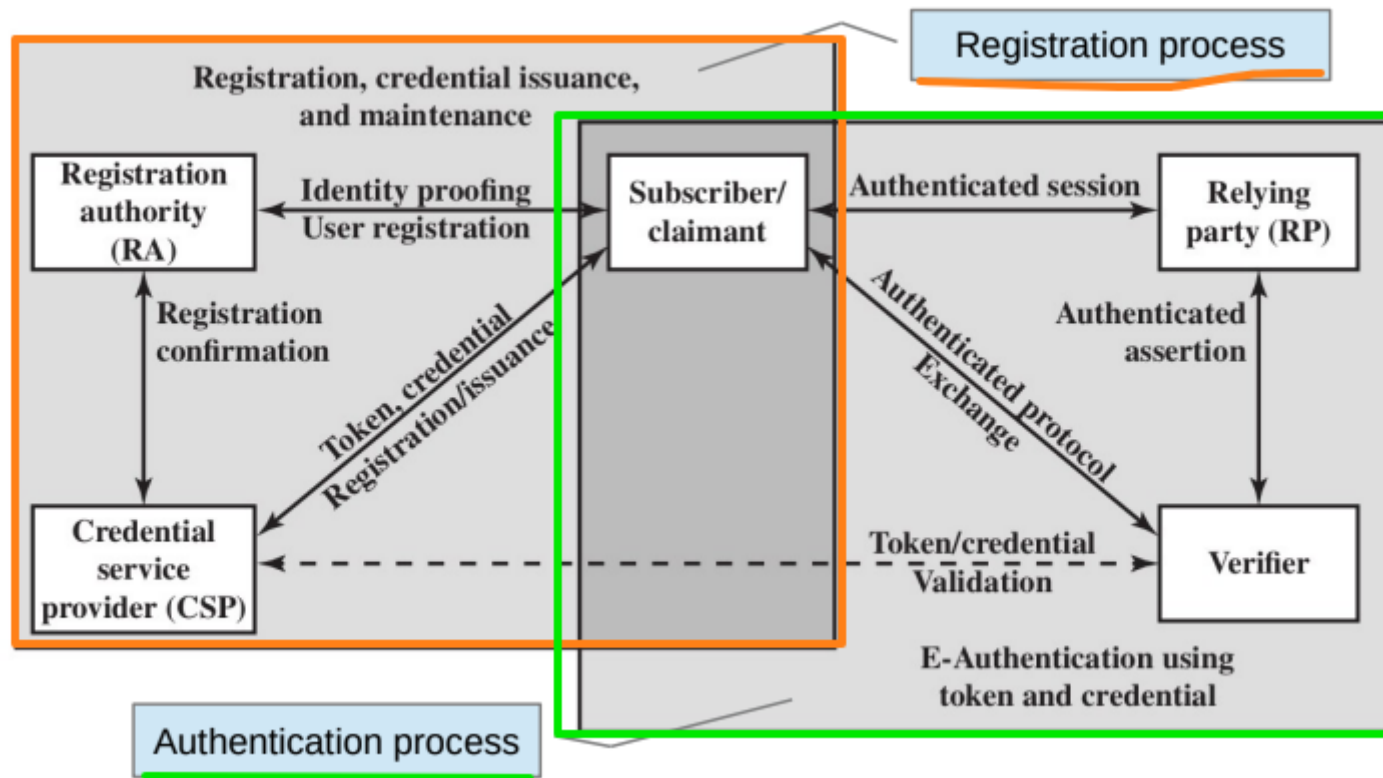 Registration process
Registration, credential issuance,
and maintenance
Registration
authority
(RA)
Identity proofing
User registration
Subscriber/
claimant
Authenticated session
Relying
party (RP)
Registration
confirmation
Token, credential
Registration/issuance
Authenticated protocol
Exchange
Authenticated
assertion
Credential
service
provider (CSP)
Token/credential
Validation
Verifier
E-Authentication using
token and credential
Authentication process